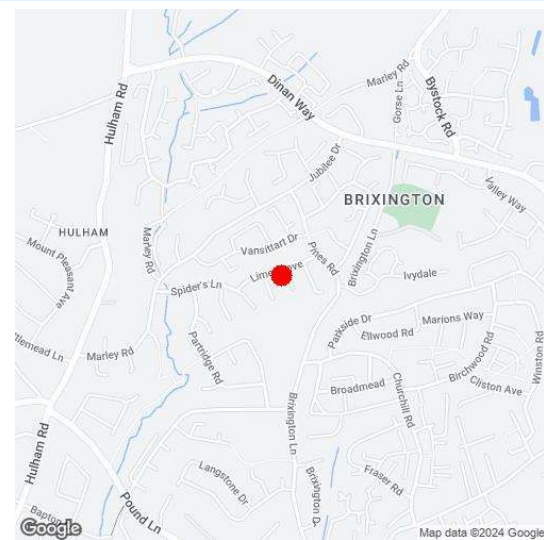 Marley Rd
Dinan Way
Hulham Rd
Gorse Ln
Bystock Rd
Jubilee Dr
BRIXINGTON
Valley Way
HULHAM
Marley Rd
Vansittart Dr
Pines Rd
Brixington Ln
Mount Pleasant Ave
Spider's Ln
Ivydale
Parkside Dr
Ellwood Rd
Marions Way
Winston Rd
Marley Rd
Partridge Rd
Birchwood Rd
Broadmead
Churchill Rd
Cliston Ave
Hulham Rd
Brixington Ln
Langstone Dr
Fraser Rd
Pound Ln
Google
Map data ©2024 Google